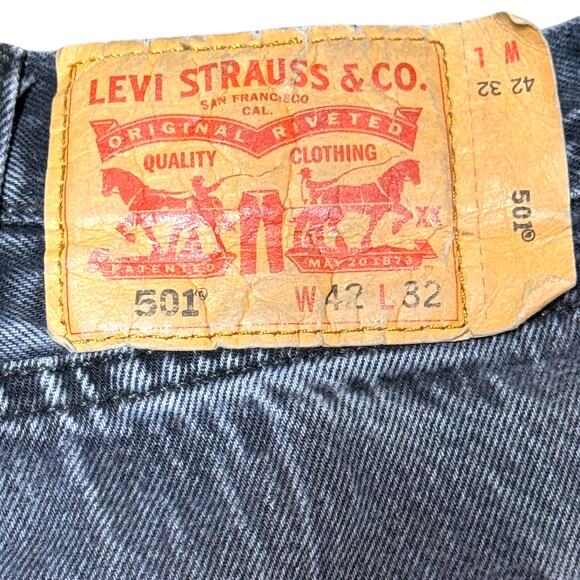 LEVI STRAUSS & CO.
SAN FRANCISCO
CAL.
ORIGINAL RIVETED
QUALITY CLOTHING
XX
PATENTED MAY 20 1873
501® W 42 L 32
W L
42 32
501®